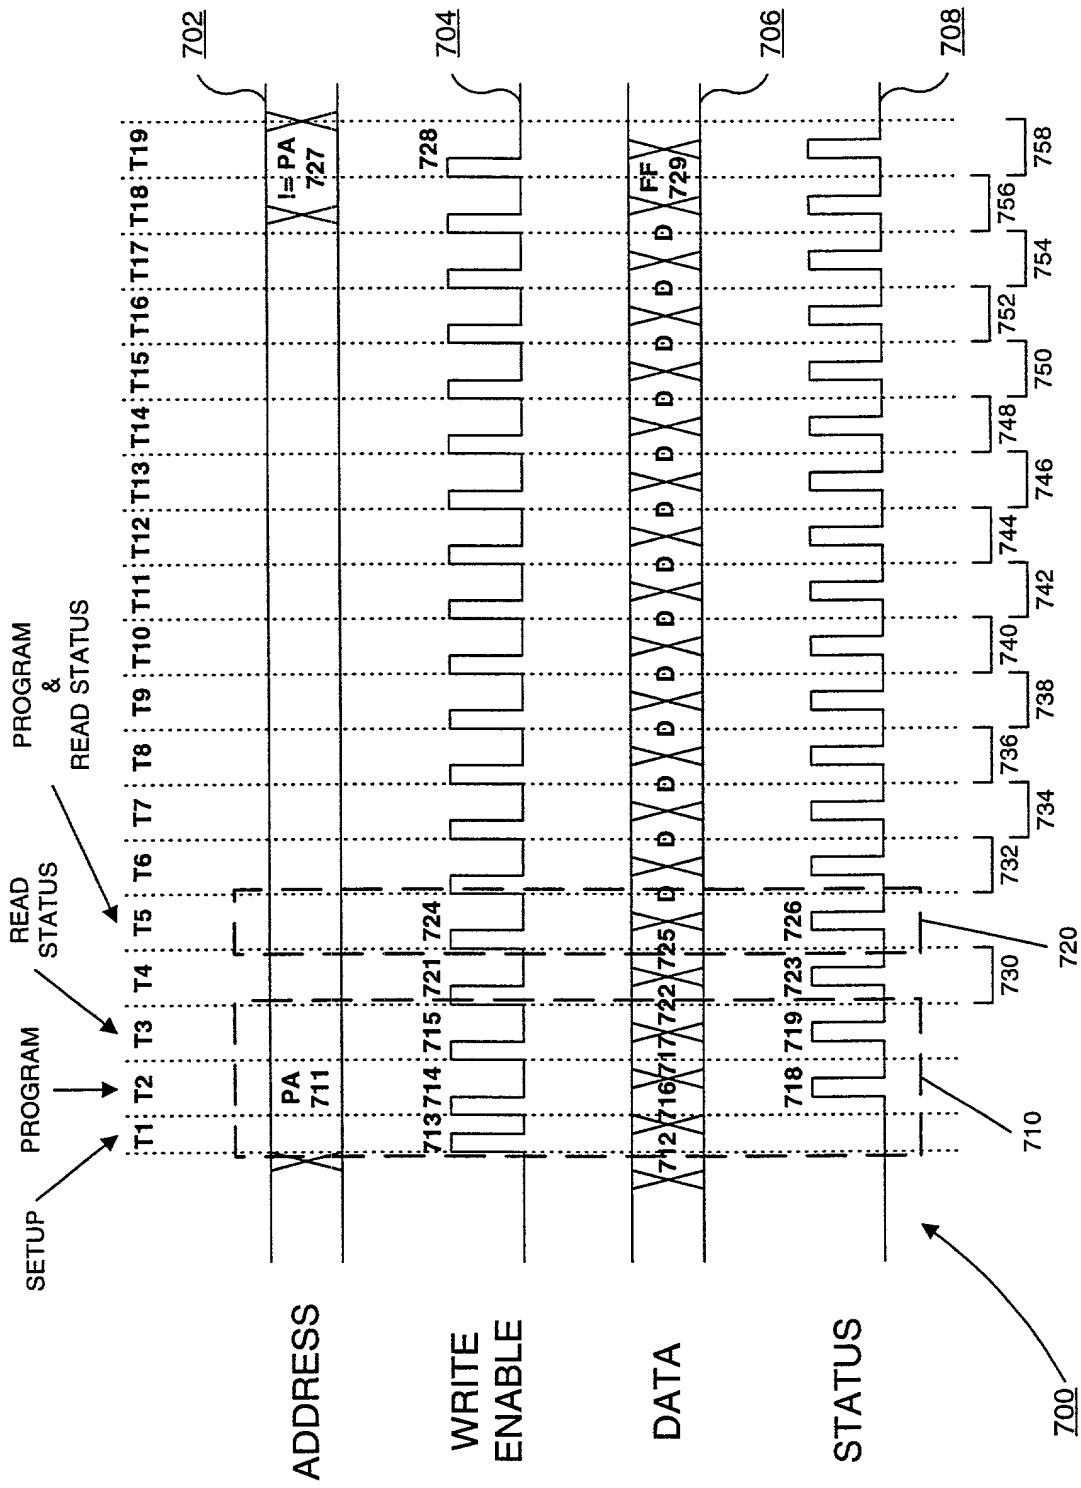 SETUP
PROGRAM
READ
STATUS
PROGRAM
&
READ STATUS
T1 T2 T3 T4 T5 T6 T7 T8 T9 T10 T11 T12 T13 T14 T15 T16 T17 T18 T19
702
ADDRESS
PA
711
!= PA
727
704
WRITE
ENABLE
713 714 715 721 724 728
706
DATA
712 716 717 722 725 D D D D D D D D D D D D D FF
729
708
STATUS
718 719 723 726
730 732 734 736 738 740 742 744 746 748 750 752 754 756 758
710
720
700